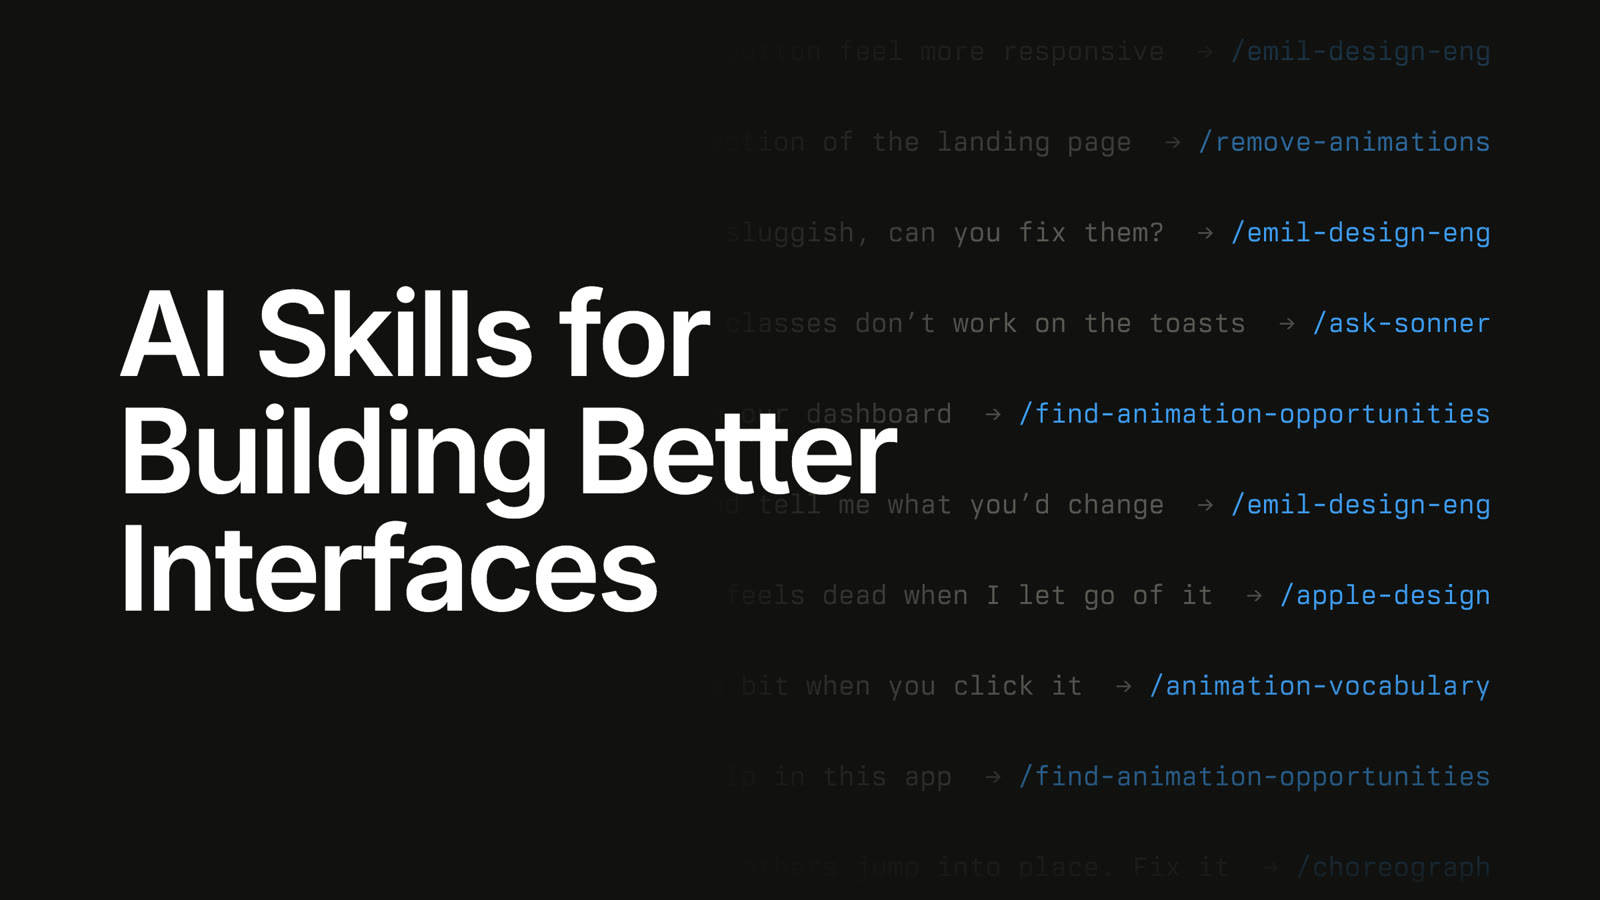 button feel more responsive → /emil-design-eng
of the landing page → /remove-animations
sluggish, can you fix them? → /emil-design-eng
AI Skills for
classes don’t work on the toasts → /ask-sonner
Building Better
dashboard → /find-animation-opportunities
tell me what you’d change → /emil-design-eng
Interfaces
feels dead when I let go of it → /apple-design
bit when you click it → /animation-vocabulary
in this app → /find-animation-opportunities
jump into place. Fix it → /choreograph